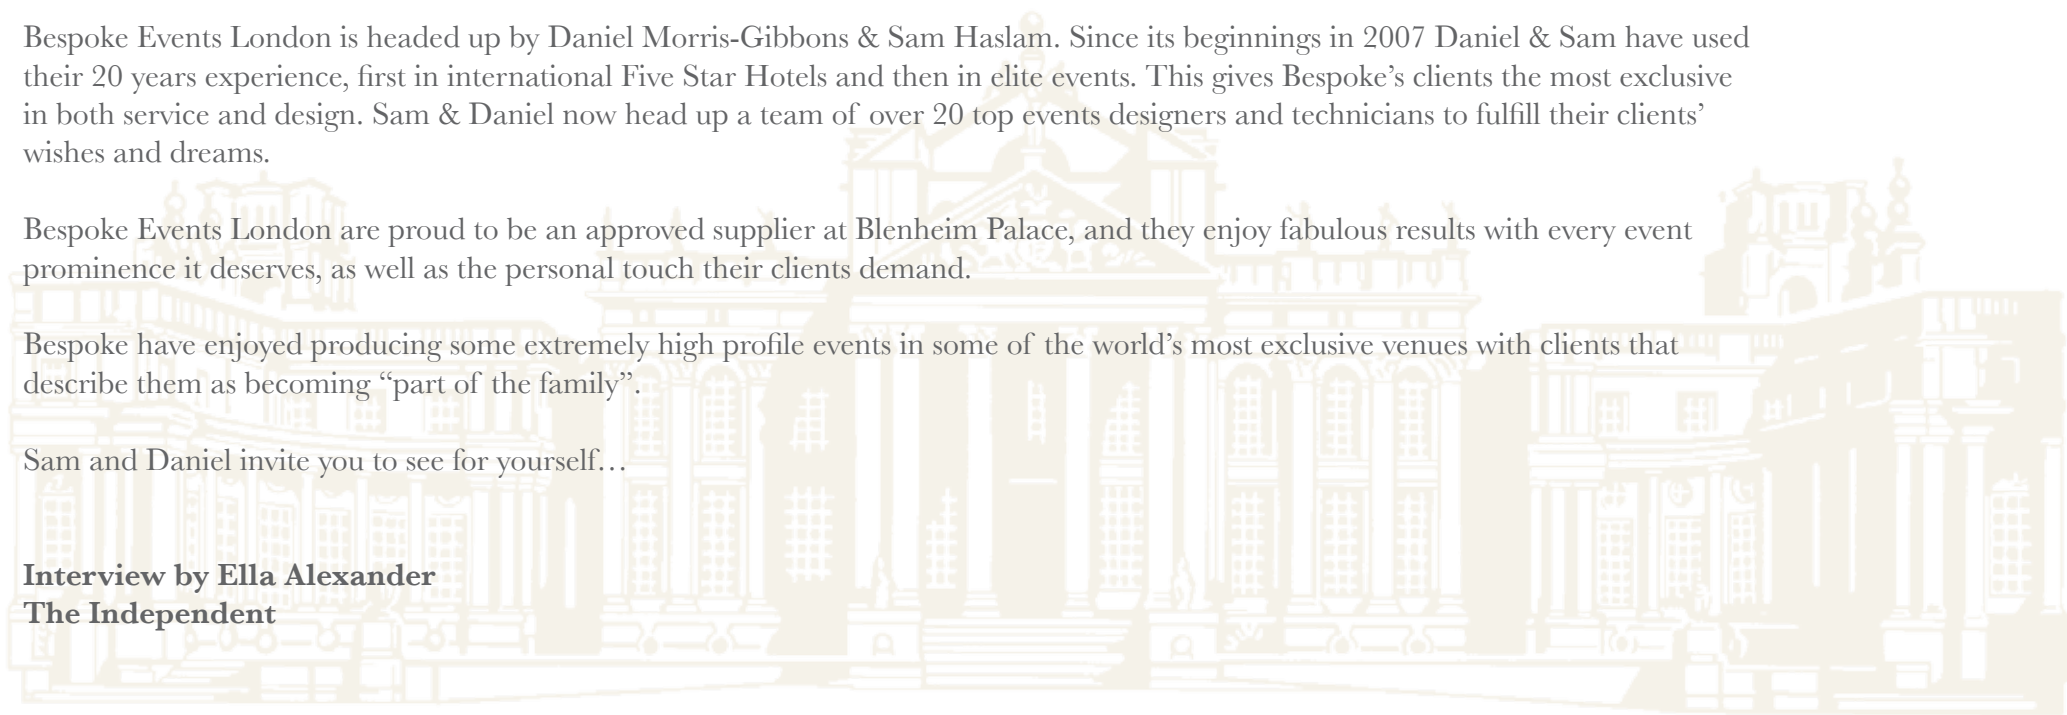 Bespoke Events London is headed up by Daniel Morris-Gibbons & Sam Haslam. Since its beginnings in 2007 Daniel & Sam have used
their 20 years experience, first in international Five Star Hotels and then in elite events. This gives Bespoke’s clients the most exclusive
in both service and design. Sam & Daniel now head up a team of over 20 top events designers and technicians to fulfill their clients’
wishes and dreams.
Bespoke Events London are proud to be an approved supplier at Blenheim Palace, and they enjoy fabulous results with every event
prominence it deserves, as well as the personal touch their clients demand.
Bespoke have enjoyed producing some extremely high profile events in some of the world’s most exclusive venues with clients that
describe them as becoming “part of the family”.
Sam and Daniel invite you to see for yourself…
Interview by Ella Alexander
The Independent